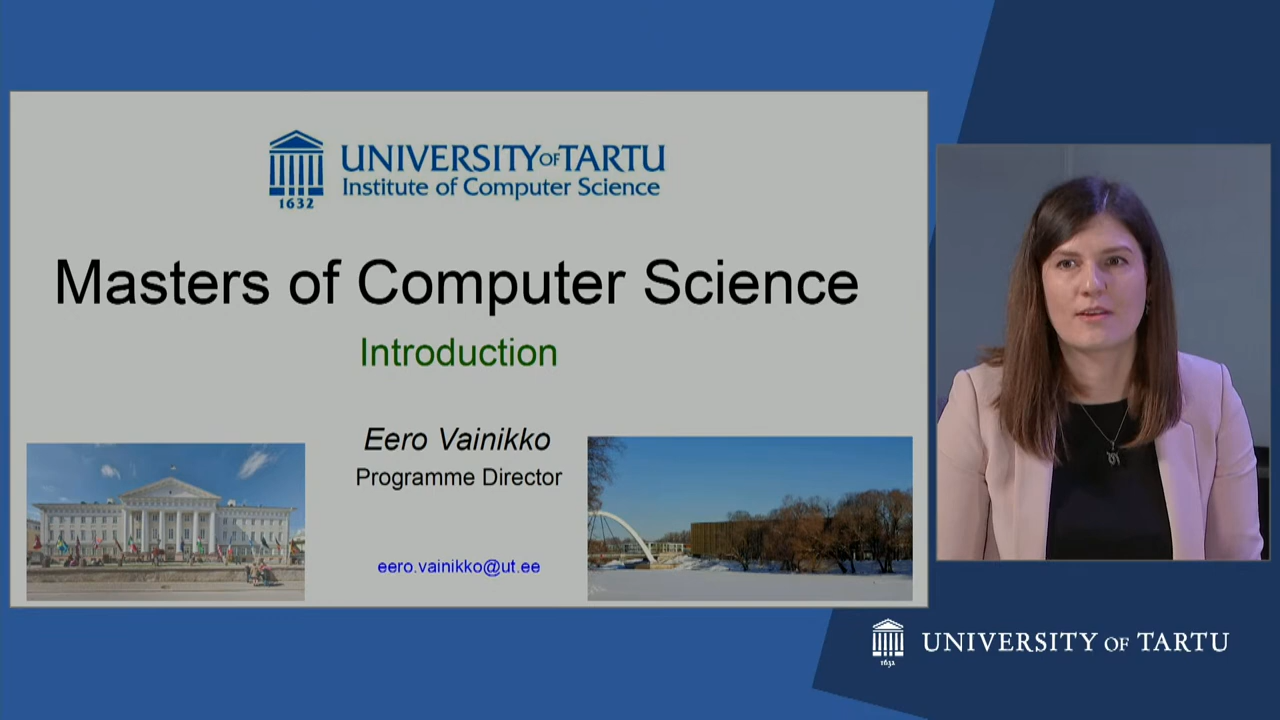 UNIVERSITY OF TARTU
Institute of Computer Science
1632
Masters of Computer Science
Introduction
Eero Vainikko
Programme Director
eero.vainikko@ut.ee
UNIVERSITY OF TARTU
1632